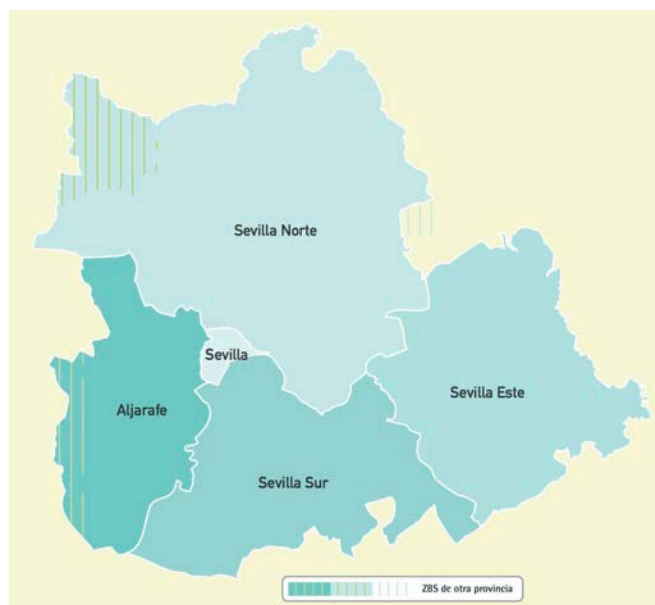 Sevilla Norte
Sevilla
Sevilla Este
Aljarafe
Sevilla Sur
ZBS de otra provincia